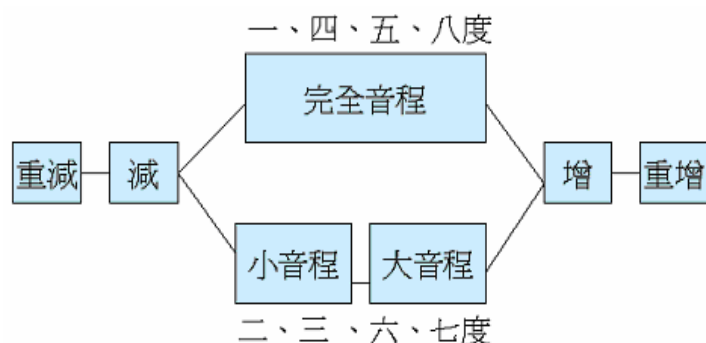 一、四、五、八度
完全音程
重減
減
增
重增
小音程
大音程
二、三、六、七度